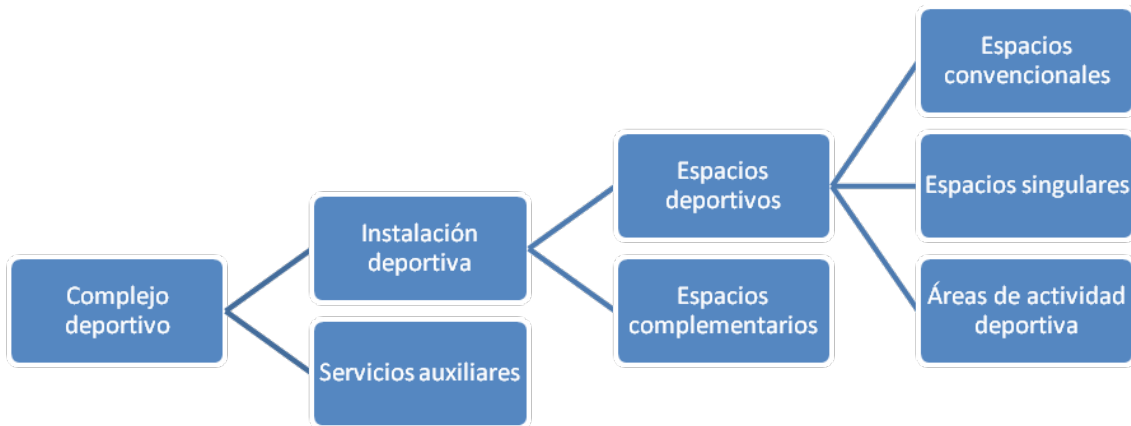 Complejo
deportivo
Instalación
deportiva
Servicios auxiliares
Espacios
deportivos
Espacios
complementarios
Espacios
convencionales
Espacios singulares
Áreas de actividad
deportiva